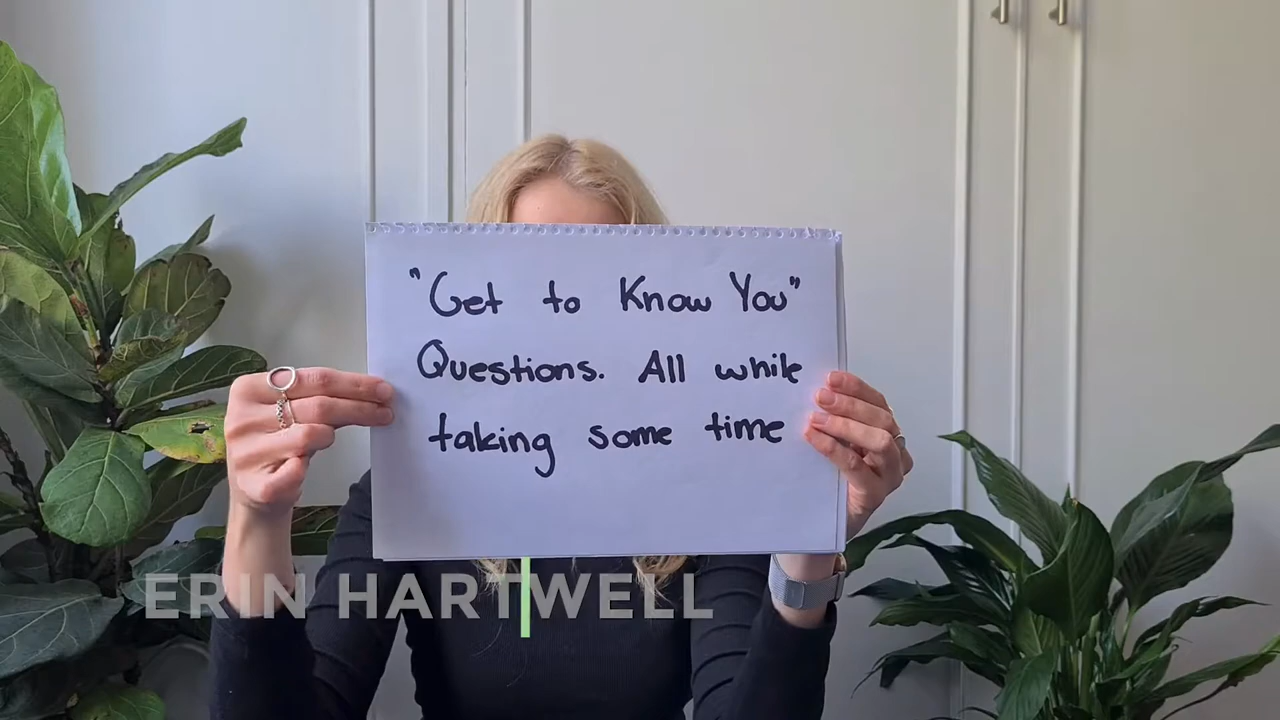 "Get to Know You"
Questions. All while
taking some time
ERIN HARTWELL